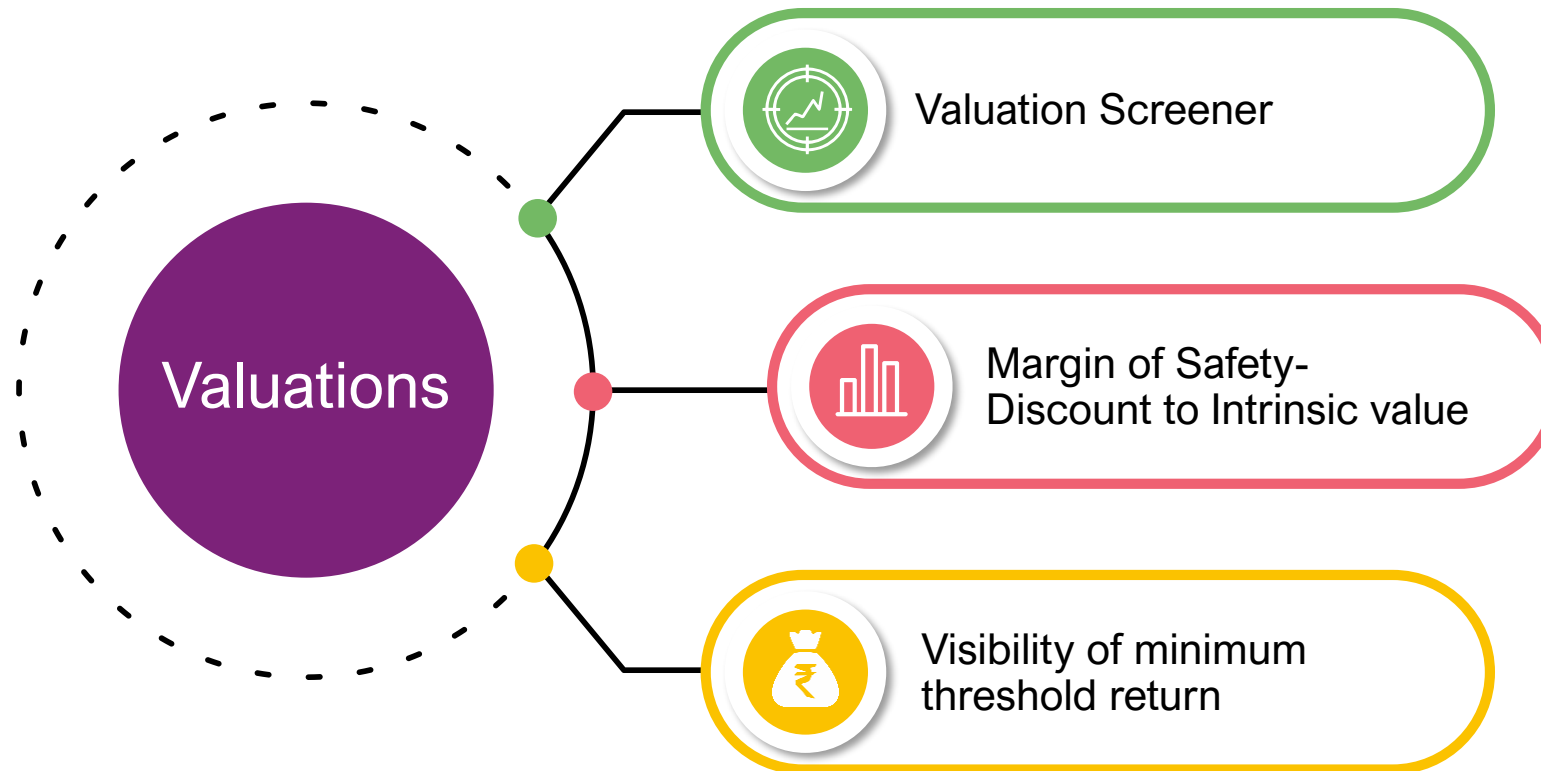 Valuations
Valuation Screener
Margin of Safety-
Discount to Intrinsic value
Visibility of minimum
threshold return
₹